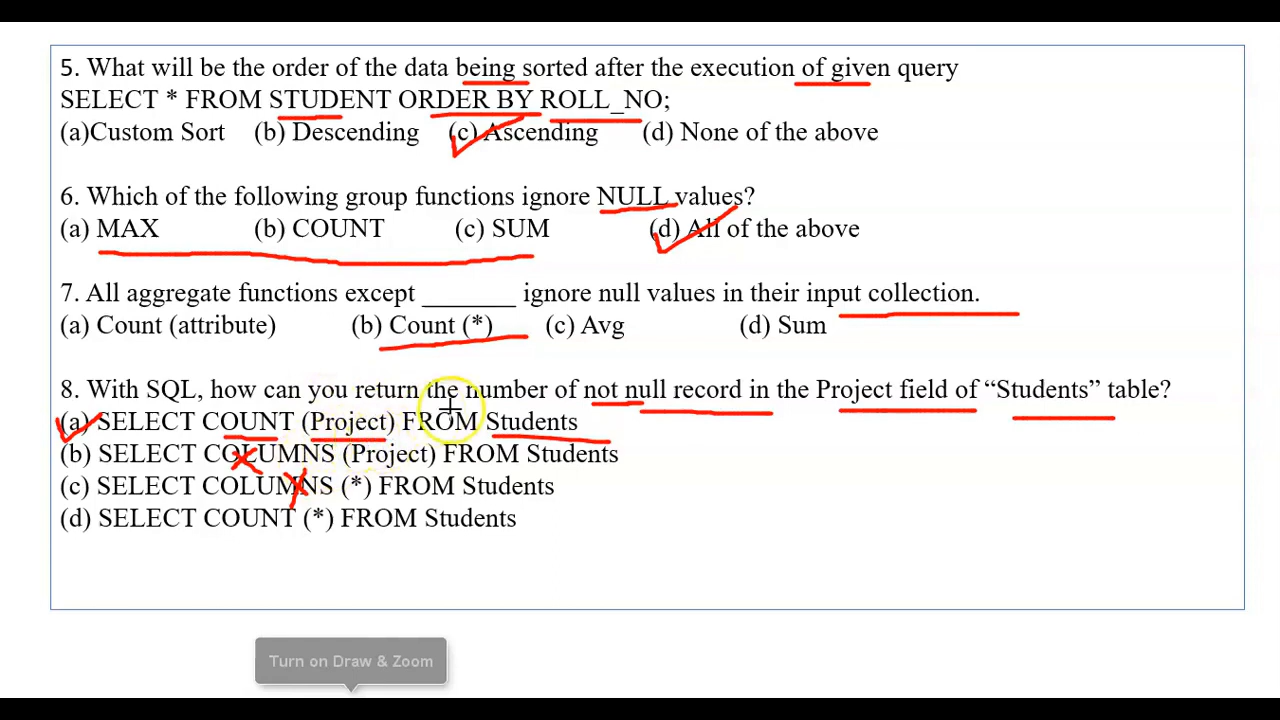 5. What will be the order of the data being sorted after the execution of given query
SELECT * FROM STUDENT ORDER BY ROLL_NO;
(a)Custom Sort (b) Descending (c) Ascending (d) None of the above
6. Which of the following group functions ignore NULL values?
(a) MAX (b) COUNT (c) SUM (d) All of the above
7. All aggregate functions except _______ ignore null values in their input collection.
(a) Count (attribute) (b) Count (*) (c) Avg (d) Sum
8. With SQL, how can you return the number of not null record in the Project field of “Students” table?
(a) SELECT COUNT (Project) FROM Students
(b) SELECT COLUMNS (Project) FROM Students
(c) SELECT COLUMNS (*) FROM Students
(d) SELECT COUNT (*) FROM Students
Turn on Draw & Zoom